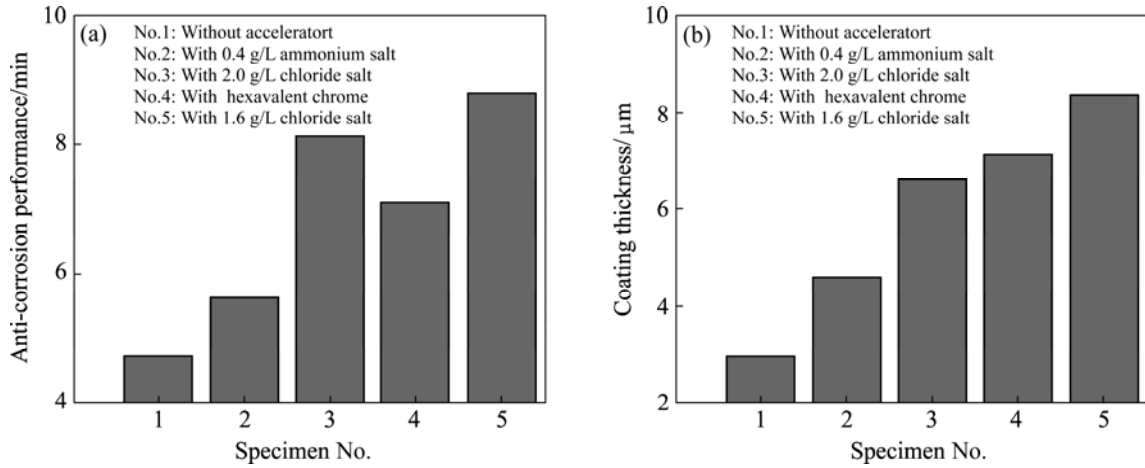 (a)
No.1: Without acceleratort
No.2: With 0.4 g/L ammonium salt
No.3: With 2.0 g/L chloride salt
No.4: With hexavalent chrome
No.5: With 1.6 g/L chloride salt
Anti-corrosion performance/min
10
8
6
4
1 2 3 4 5
Specimen No.
(b)
No.1: Without acceleratort
No.2: With 0.4 g/L ammonium salt
No.3: With 2.0 g/L chloride salt
No.4: With hexavalent chrome
No.5: With 1.6 g/L chloride salt
Coating thickness/ μm
10
8
6
4
2
1 2 3 4 5
Specimen No.